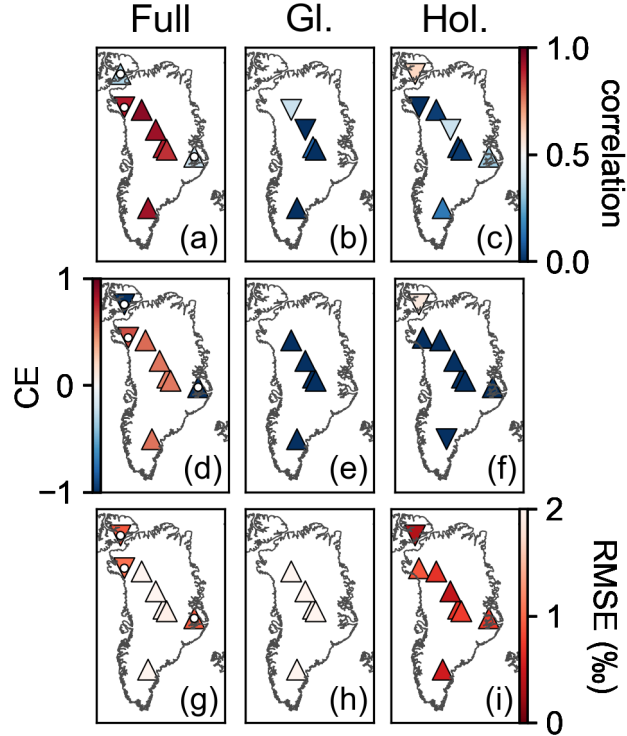 Full Gl. Hol.
1.0
0.5
0.0
correlation
(a) (b) (c)
1
0
−1
CE
(d) (e) (f)
2
1
0
RMSE (‰)
(g) (h) (i)